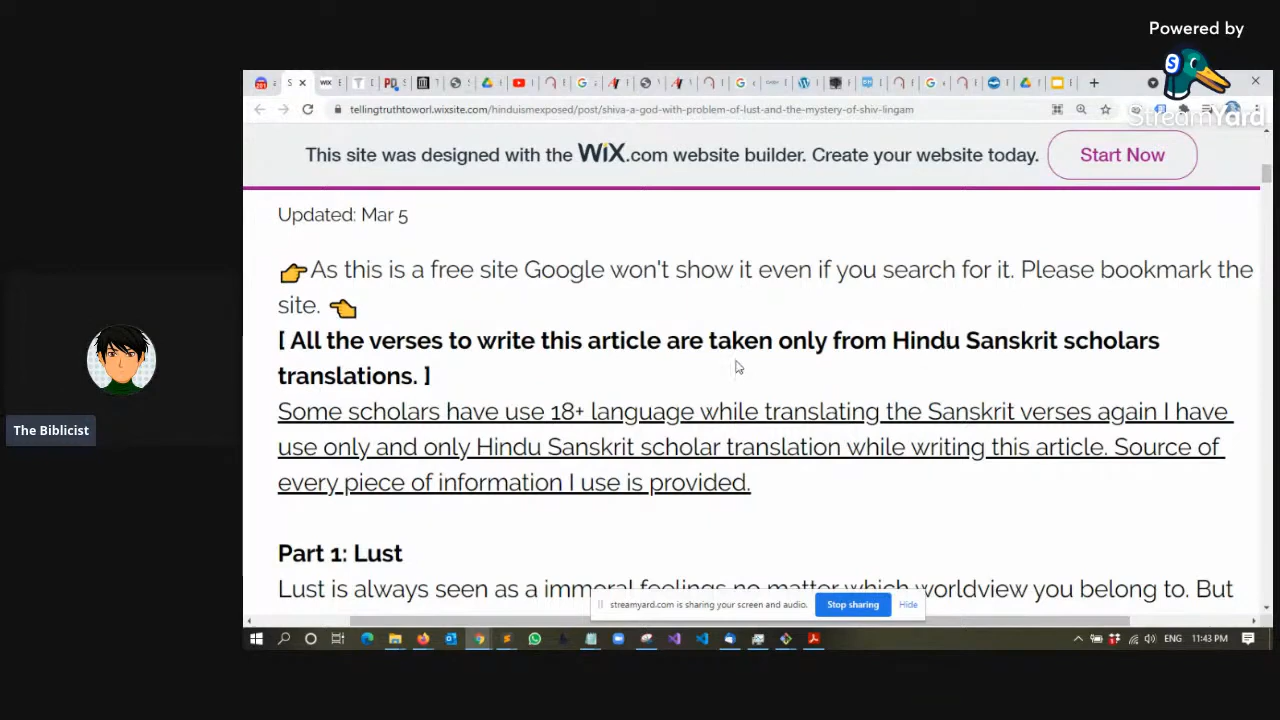 Powered by
StreamYard
tellingtruthtoworl.wixsite.com/hinduismexposed/post/shiva-a-god-with-problem-of-lust-and-the-mystery-of-shiv-lingam
This site was designed with the WiX.com website builder. Create your website today.
Start Now
Updated: Mar 5
👉As this is a free site Google won't show it even if you search for it. Please bookmark the
site. 👈
[ All the verses to write this article are taken only from Hindu Sanskrit scholars
translations. ]
Some scholars have use 18+ language while translating the Sanskrit verses again I have
use only and only Hindu Sanskrit scholar translation while writing this article. Source of
every piece of information I use is provided.
The Biblicist
Part 1: Lust
Lust is always seen as a immoral feelings no matter which worldview you belong to. But
streamyard.com is sharing your screen and audio.
Stop sharing
Hide
ENG
11:43 PM